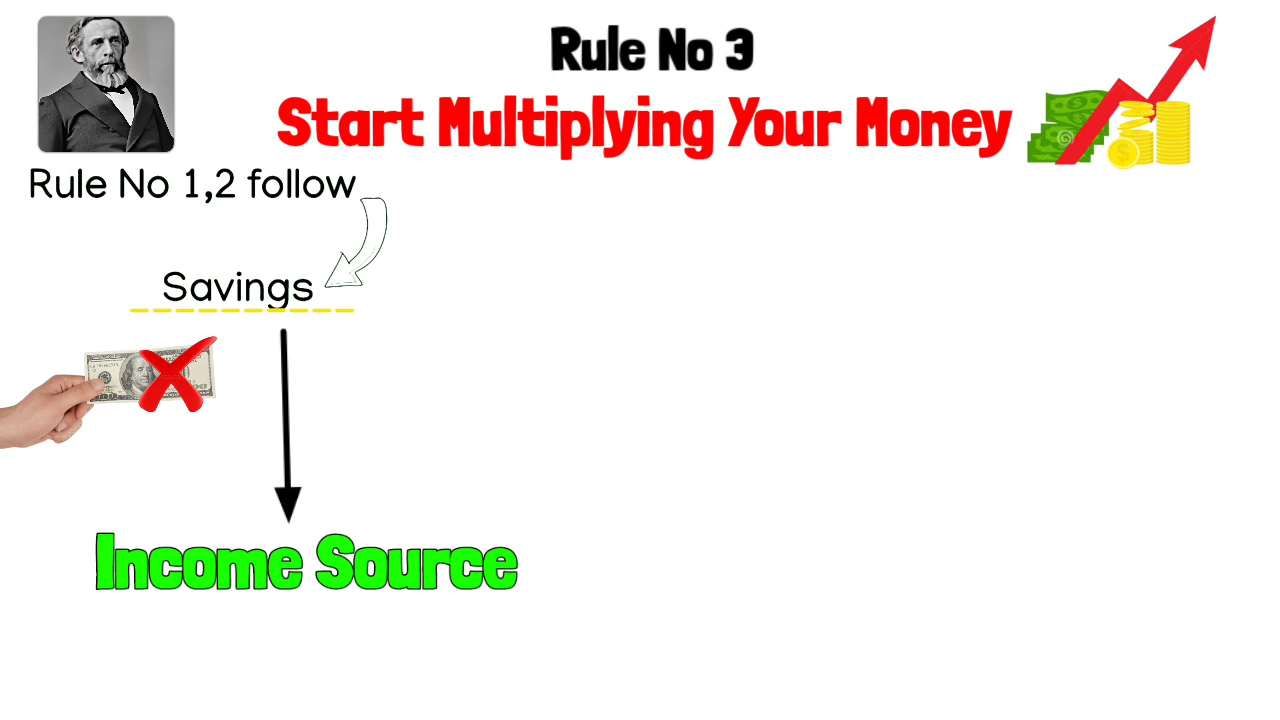 Rule No 3
Start Multiplying Your Money
Rule No 1,2 follow
Savings
Income Source